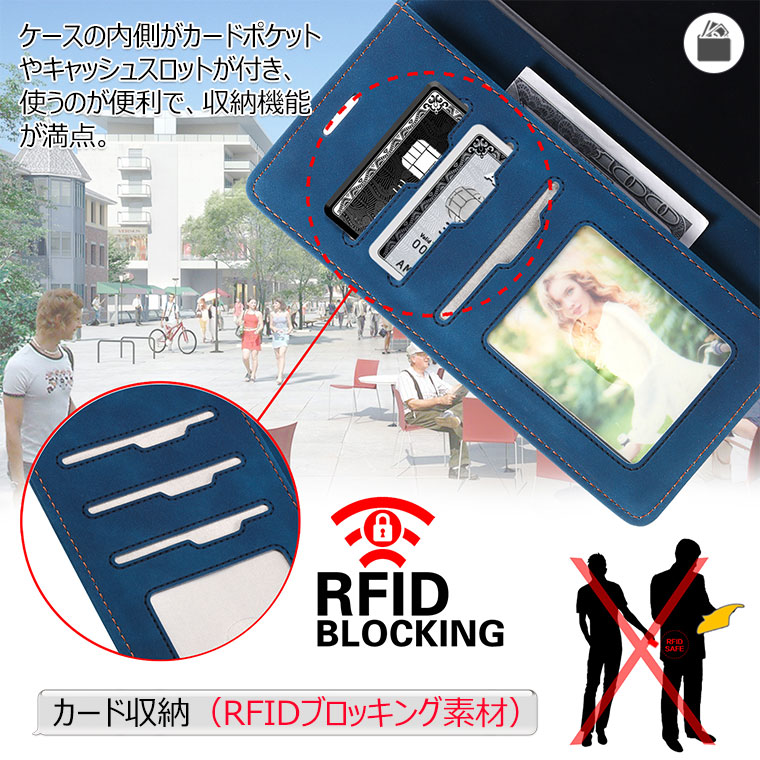 ケースの内側がカードポケット
やキャッシュスロットが付き、
使うのが便利で、収納機能
が満点。
RFID
BLOCKING
RFID
SAFE
カード収納（RFIDブロッキング素材）